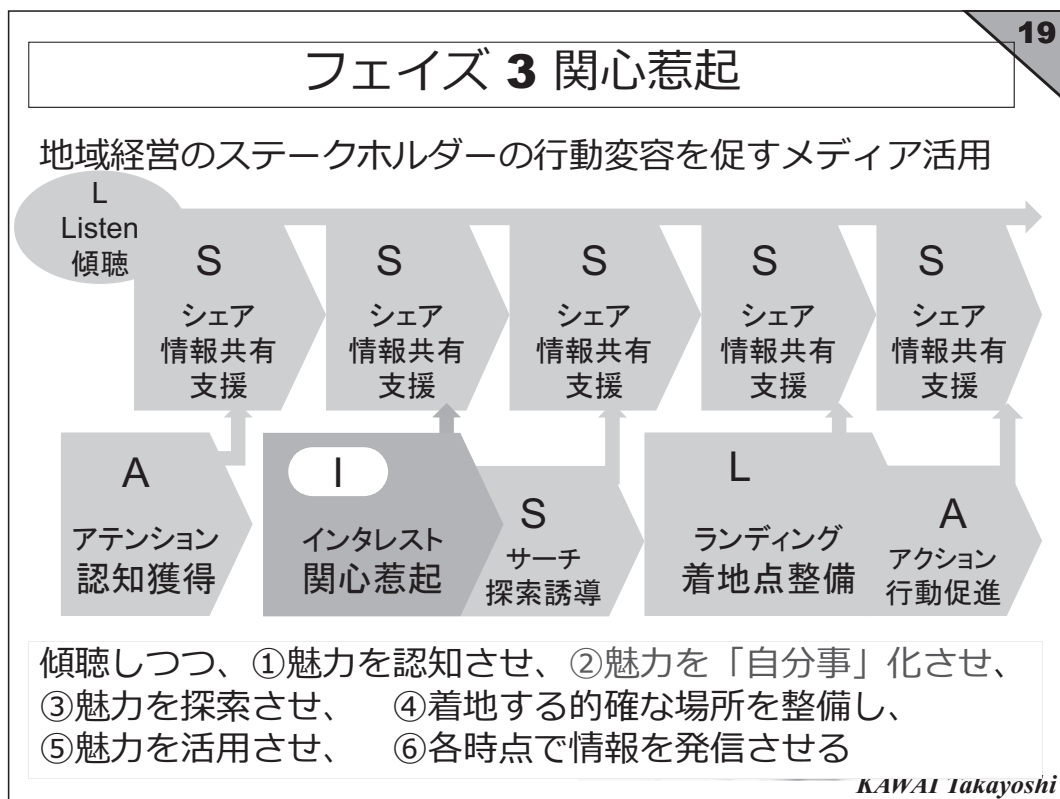 19
フェイズ 3 関心惹起
地域経営のステークホルダーの行動変容を促すメディア活用
L
Listen
傾聴
S
シェア
情報共有
支援
S
シェア
情報共有
支援
S
シェア
情報共有
支援
S
シェア
情報共有
支援
S
シェア
情報共有
支援
A
アテンション
認知獲得
I
インタレスト
関心惹起
S
サーチ
探索誘導
L
ランディング
着地点整備
A
アクション
行動促進
傾聴しつつ、①魅力を認知させ、②魅力を「自分事」化させ、
③魅力を探索させ、 ④着地する的確な場所を整備し、
⑤魅力を活用させ、 ⑥各時点で情報を発信させる
KAWAI Takayoshi